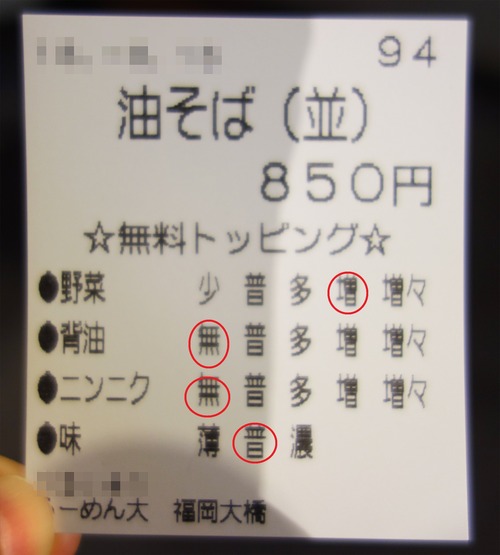 94
油そば(並)
850円
☆無料トッピング☆
●野菜 少 普 多 増 増々
●背油 無 普 多 増 増々
●ニンニク 無 普 多 増 増々
●味 薄 普 濃
らーめん大 福岡大橋